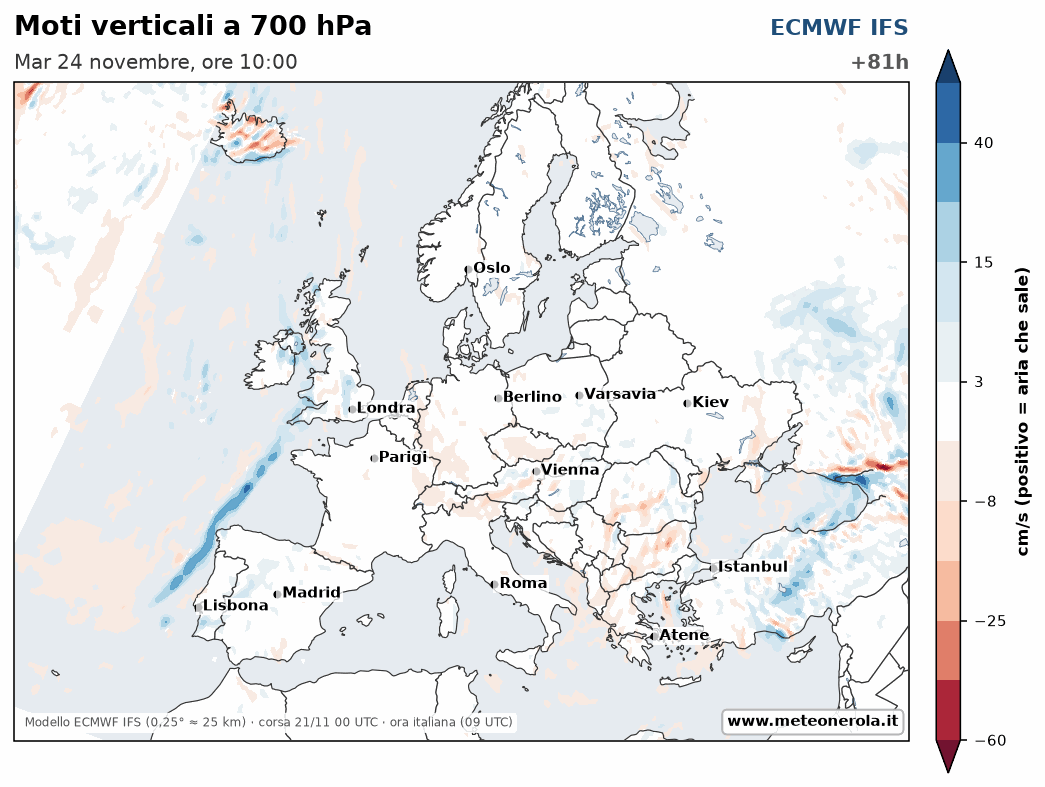 Moti verticali a 700 hPa
ECMWF IFS
Mar 24 novembre, ore 10:00
+81h
40
15
3
−8
−25
−60
cm/s (positivo = aria che sale)
Oslo
Londra
Berlino
Varsavia
Kiev
Parigi
Vienna
Istanbul
Roma
Madrid
Lisbona
Atene
Modello ECMWF IFS (0,25° ≈ 25 km) · corsa 21/11 00 UTC · ora italiana (09 UTC)
www.meteonerola.it